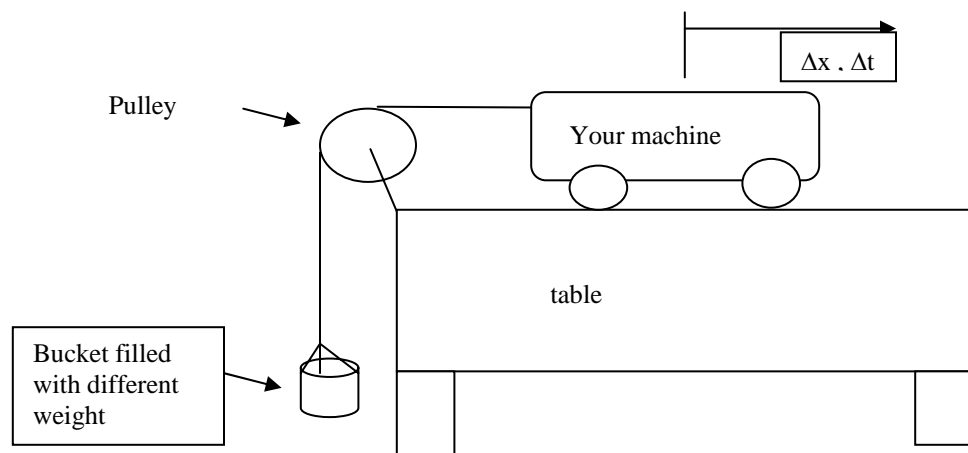 Δx , Δt
Pulley
Your machine
table
Bucket filled
with different
weight